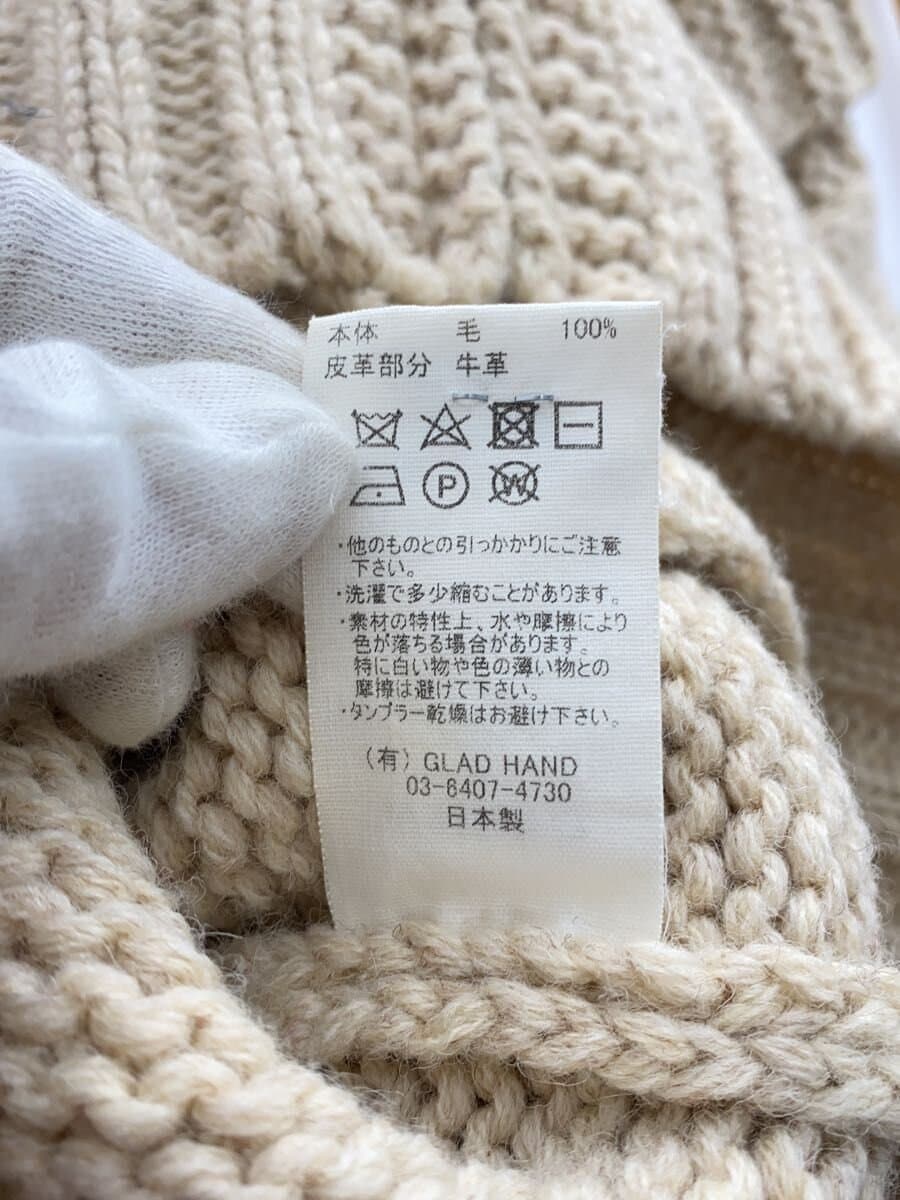 本体 毛 100%
皮革部分 牛革
P W
・他のものとの引っかかりにご注意
下さい。
・洗濯で多少縮むことがあります。
・素材の特性上、水や摩擦により
色が落ちる場合があります。
特に白い物や色の薄い物との
摩擦は避けて下さい。
・タンブラー乾燥はお避け下さい。
(有) GLAD HAND
03-6407-4730
日本製